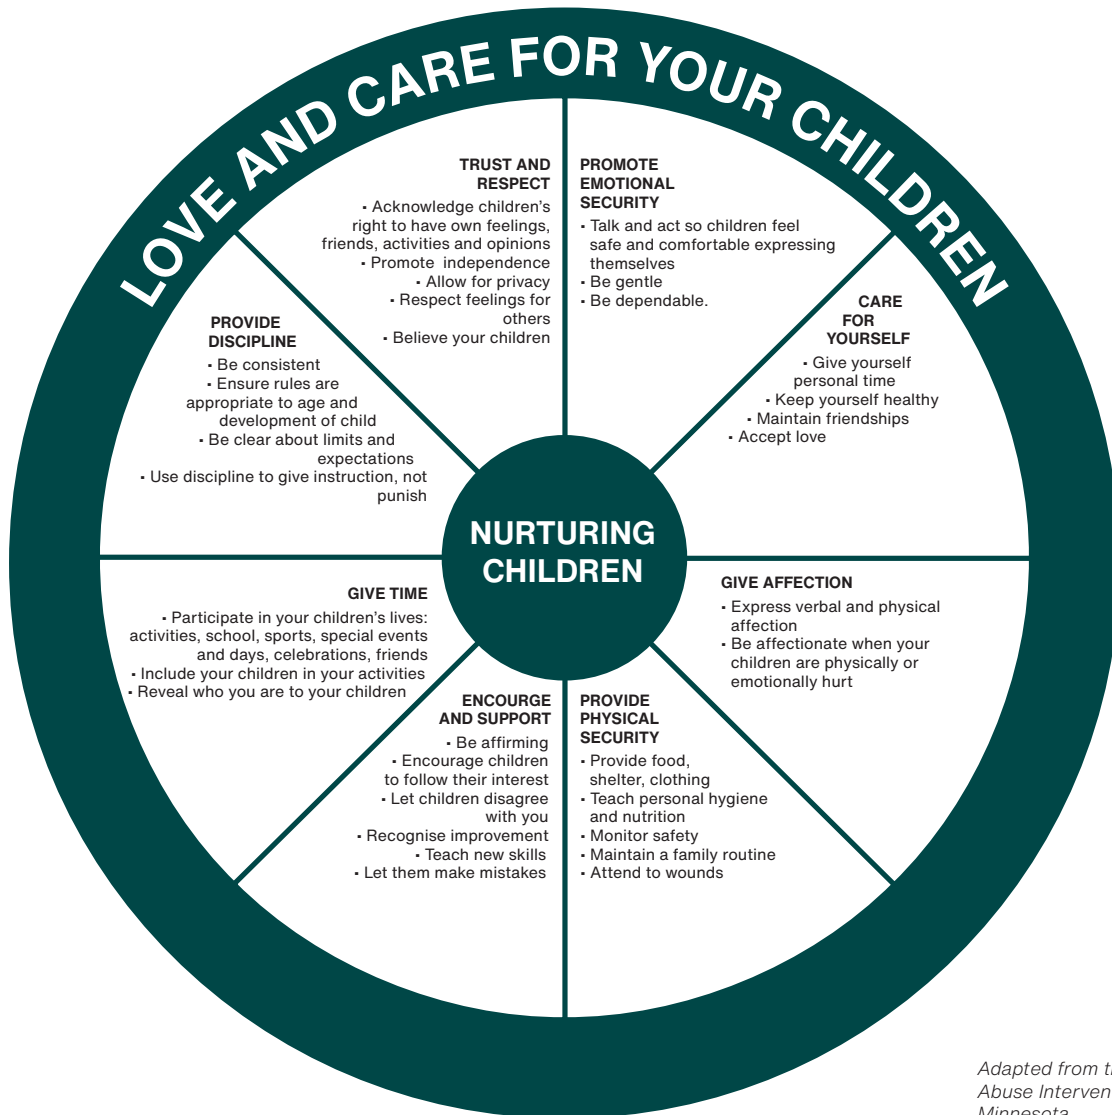 LOVE AND CARE FOR YOUR CHILDREN
TRUST AND
RESPECT
▪ Acknowledge children’s
right to have own feelings,
friends, activities and opinions
▪ Promote independence
▪ Allow for privacy
▪ Respect feelings for
others
▪ Believe your children
PROMOTE
EMOTIONAL
SECURITY
▪ Talk and act so children feel
safe and comfortable expressing
themselves
▪ Be gentle
▪ Be dependable.
CARE
FOR
YOURSELF
▪ Give yourself
personal time
▪ Keep yourself healthy
▪ Maintain friendships
▪ Accept love
PROVIDE
DISCIPLINE
▪ Be consistent
▪ Ensure rules are
appropriate to age and
development of child
▪ Be clear about limits and
expectations
▪ Use discipline to give instruction, not
punish
NURTURING
CHILDREN
GIVE TIME
▪ Participate in your children’s lives:
activities, school, sports, special events
and days, celebrations, friends
▪ Include your children in your activities
▪ Reveal who you are to your children
GIVE AFFECTION
▪ Express verbal and physical
affection
▪ Be affectionate when your
children are physically or
emotionally hurt
ENCOURGE
AND SUPPORT
▪ Be affirming
▪ Encourage children
to follow their interest
▪ Let children disagree
with you
▪ Recognise improvement
▪ Teach new skills
▪ Let them make mistakes
PROVIDE
PHYSICAL
SECURITY
▪ Provide food,
shelter, clothing
▪ Teach personal hygiene
and nutrition
▪ Monitor safety
▪ Maintain a family routine
▪ Attend to wounds
Adapted from
Abuse
Minnesota